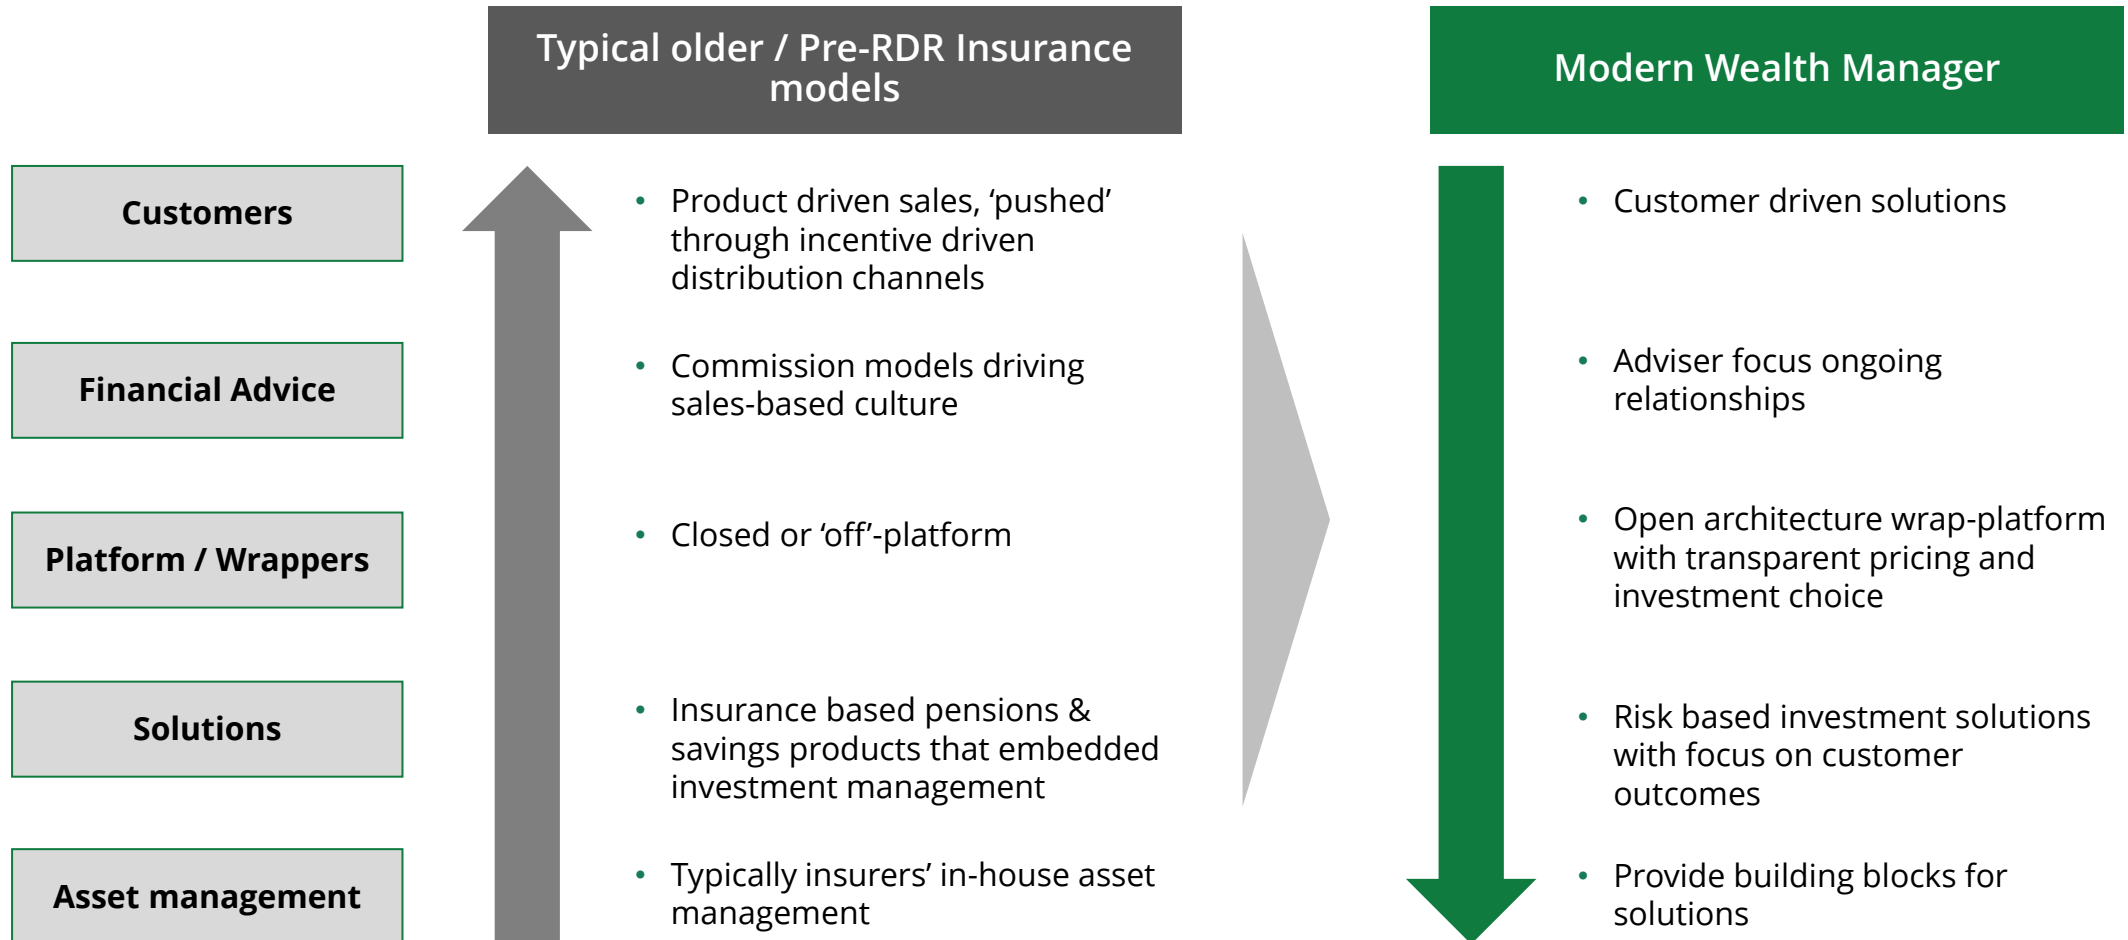 Typical older / Pre-RDR Insurance
models
Modern Wealth Manager
Customers
• Product driven sales, ‘pushed’
through incentive driven
distribution channels
• Customer driven solutions
Financial Advice
• Commission models driving
sales-based culture
• Adviser focus ongoing
relationships
Platform / Wrappers
• Closed or ‘off’-platform
• Open architecture wrap-platform
with transparent pricing and
investment choice
Solutions
• Insurance based pensions &
savings products that embedded
investment management
• Risk based investment solutions
with focus on customer
outcomes
Asset management
• Typically insurers’ in-house asset
management
• Provide building blocks for
solutions